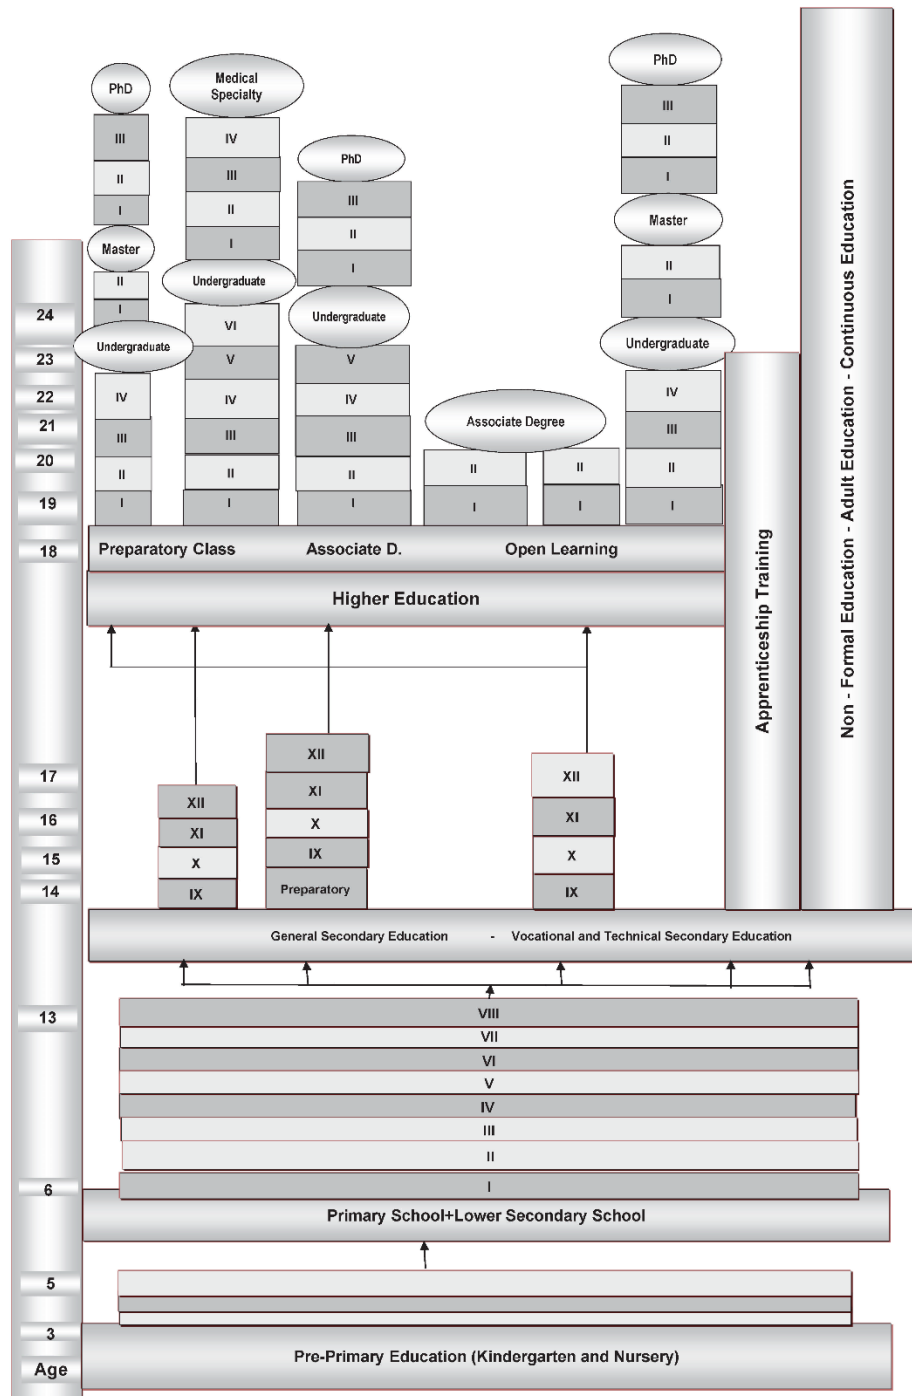 PhD
III
II
I
Master
II
I
Undergraduate
IV
III
II
I
Medical
Specialty
IV
III
II
I
Undergraduate
VI
V
IV
III
II
I
PhD
III
II
I
Undergraduate
V
IV
III
II
I
Associate Degree
II
I
II
I
PhD
III
II
I
Master
II
I
Undergraduate
IV
III
II
I
24
23
22
21
20
19
18
17
16
15
14
13
6
5
3
Age
Preparatory Class Associate D. Open Learning
Higher Education
Apprenticeship Training
Non - Formal Education - Adult Education - Continuous Education
XII
XI
X
IX
XII
XI
X
IX
Preparatory
XII
XI
X
IX
General Secondary Education - Vocational and Technical Secondary Education
VIII
VII
VI
V
IV
III
II
I
Primary School+Lower Secondary School
Pre-Primary Education (Kindergarten and Nursery)